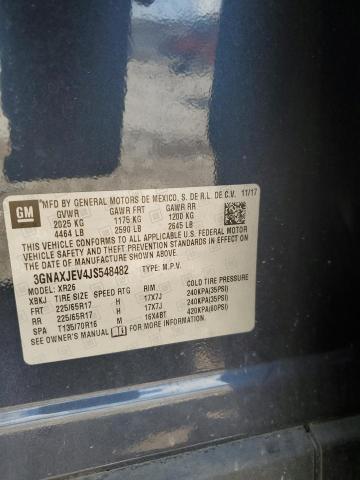 GM
MFD BY GENERAL MOTORS DE MEXICO, S. DE R.L. DE C.V. 11/17
GVWR GAWR FRT GAWR RR
2025 KG 1175 KG 1200 KG
4464 LB 2590 LB 2645 LB
THIS VEHICLE CONFORMS TO ALL APPLICABLE U.S. FEDERAL MOTOR
VEHICLE SAFETY AND THEFT PREVENTION STANDARDS IN EFFECT
ON THE DATE OF MANUFACTURE SHOWN ABOVE.
3GNAXJEV4JS548482 TYPE: M.P.V.
MODEL: XR26
XBKJ TIRE SIZE SPEED RTG RIM COLD TIRE PRESSURE
FRT 225/65R17 H 17X7J 240KPA(35PSI)
RR 225/65R17 H 17X7J 240KPA(35PSI)
SPA T135/70R16 M 16X4BT 420KPA(60PSI)
SEE OWNER'S MANUAL FOR ADDITIONAL INFORMATION.